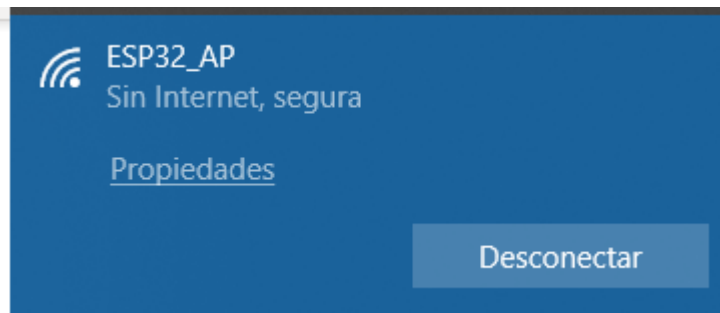 ESP32_AP
Sin Internet, segura
Propiedades
Desconectar